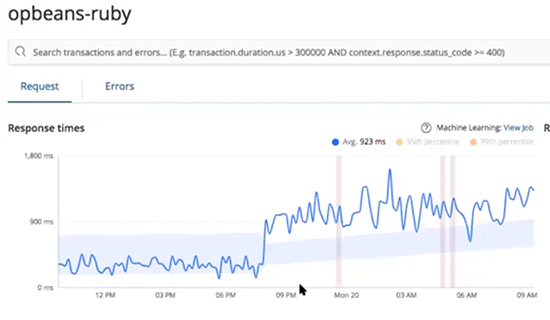 opbeans-ruby
Search transactions and errors... (E.g. transaction.duration.us > 300000 AND context.response.status_code >= 400)
Request Errors
Response times
Machine Learning: View Job
R
Avg. 923 ms 95th percentile 99th percentile
1,800 ms
900 ms
0 ms
12 PM 03 PM 06 PM 09 PM Mon 20 03 AM 06 AM 09 AM